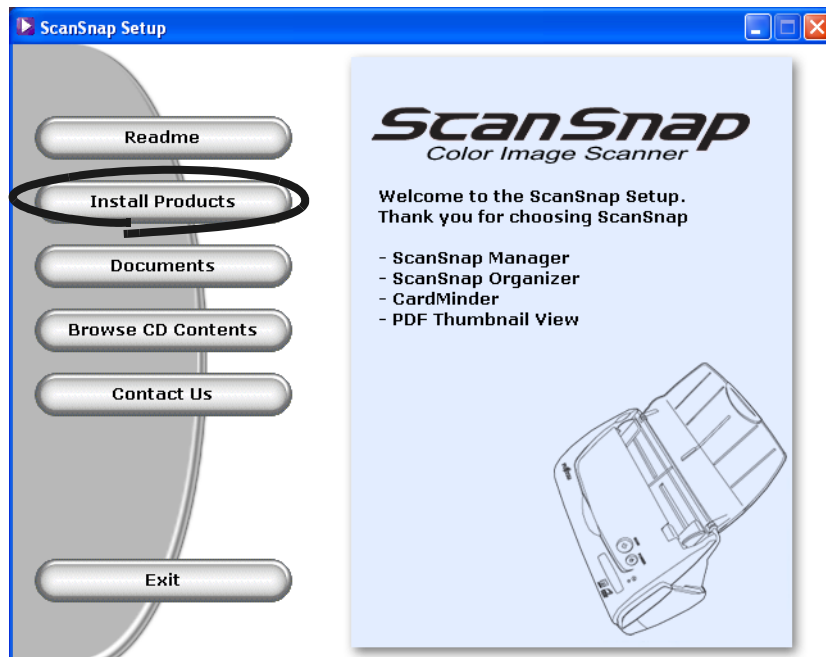 ScanSnap Setup
Readme
Install Products
Documents
Browse CD Contents
Contact Us
Exit
ScanSnap
Color Image Scanner
Welcome to the ScanSnap Setup.
Thank you for choosing ScanSnap
- ScanSnap Manager
- ScanSnap Organizer
- CardMinder
- PDF Thumbnail View